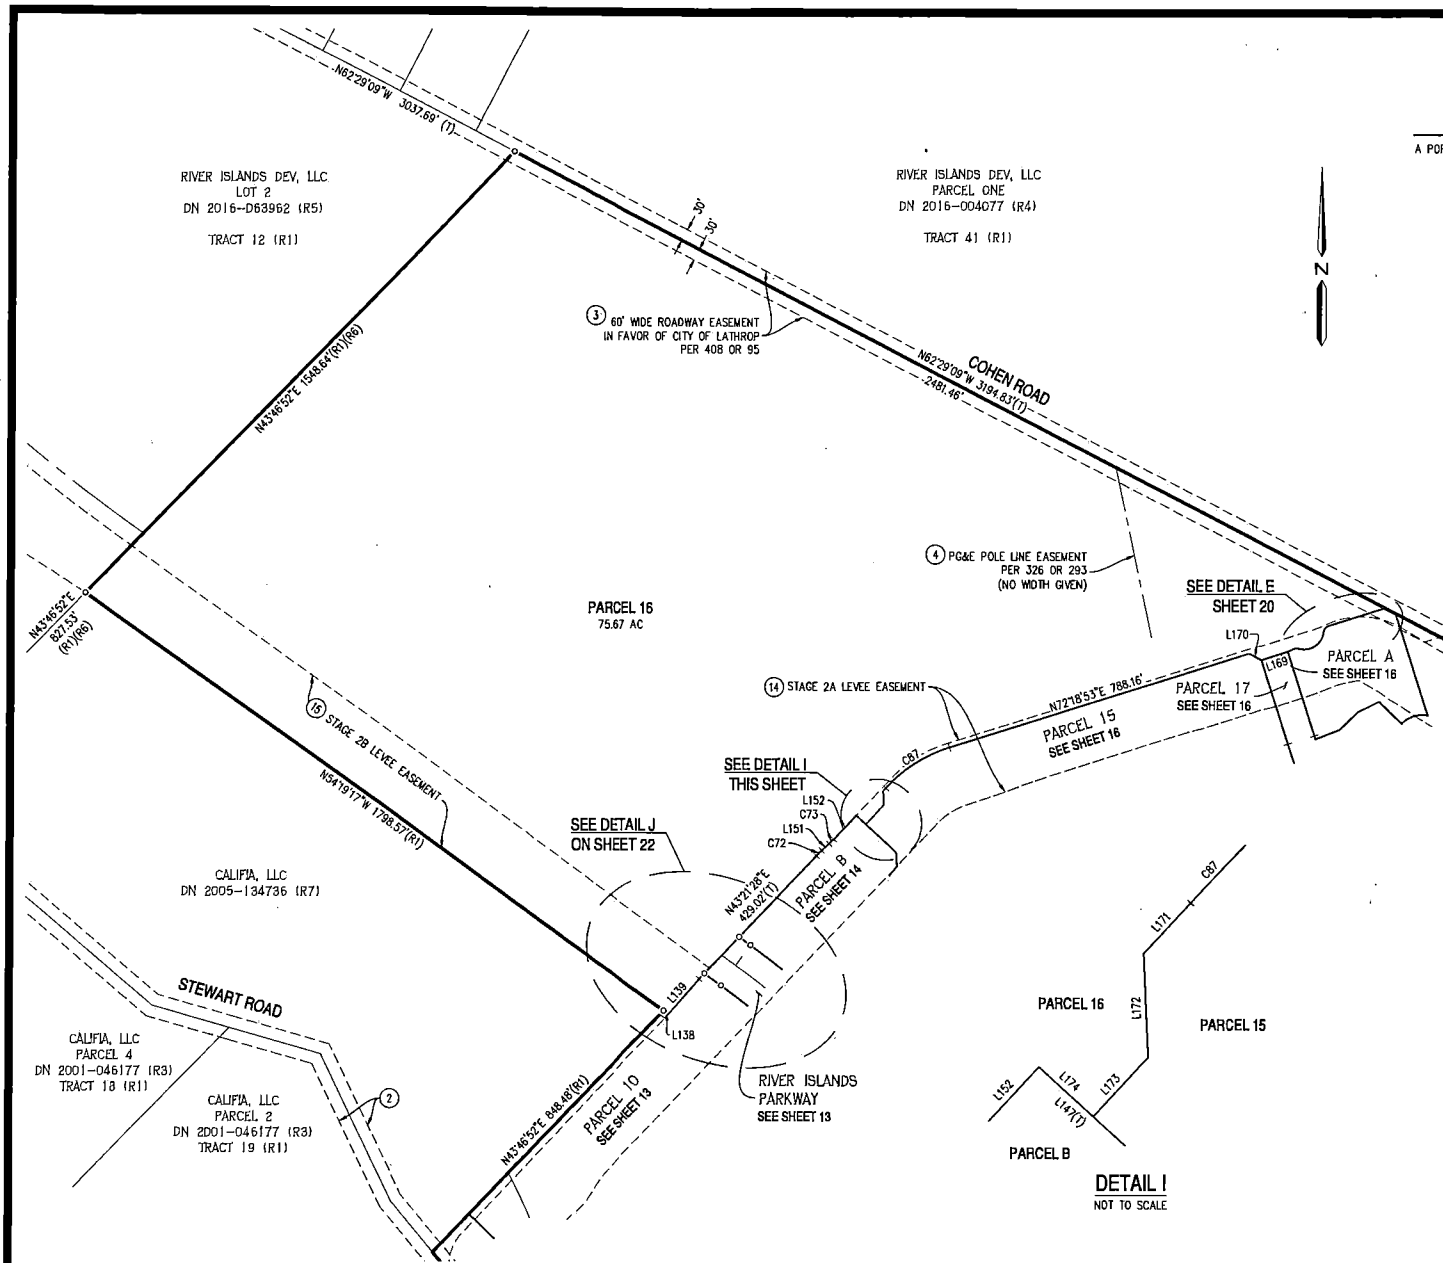 N62°29'09"W 3037.69' (T)
RIVER ISLANDS DEV, LLC
LOT 2
DN 2016-063962 (R5)
TRACT 12 (R1)
RIVER ISLANDS DEV, LLC
PARCEL ONE
DN 2016-004077 (R4)
TRACT 41 (R1)
N
30'
30'
3
60' WIDE ROADWAY EASEMENT
IN FAVOR OF CITY OF LATHROP
PER 408 OR 95
COHEN ROAD
N62°29'09"W 3194.83'(T)
2481.46'
N43°46'52"E 1548.64'(R1)(R6)
4 PG&E POLE LINE EASEMENT
PER 326 OR 293
(NO WIDTH GIVEN)
SEE DETAIL E
SHEET 20
PARCEL 16
75.67 AC
N43°46'52"E
827.53'
(R1)(R6)
L170
L169
PARCEL A
SEE SHEET 16
PARCEL 17
SEE SHEET 16
14 STAGE 2A LEVEE EASEMENT
N72°18'53"E 788.16'
PARCEL 15
SEE SHEET 16
15 STAGE 2B LEVEE EASEMENT
N54°19'17"W 1798.57'(R1)
C87
SEE DETAIL I
THIS SHEET
L152
C73
L151
C72
SEE DETAIL J
ON SHEET 22
PARCEL B
SEE SHEET 14
N43°21'28"E
429.02'(T)
CALIFIA, LLC
DN 2005-134736 (R7)
STEWART ROAD
L139
L138
CALIFIA, LLC
PARCEL 4
DN 2001-046177 (R3)
TRACT 18 (R1)
CALIFIA, LLC
PARCEL 2
DN 2001-046177 (R3)
TRACT 19 (R1)
2
N43°46'52"E 848.48'(R1)
PARCEL 10
SEE SHEET 13
RIVER ISLANDS
PARKWAY
SEE SHEET 13
C87
L171
PARCEL 16
L172
PARCEL 15
L152
L174
L173
L147(T)
PARCEL B
DETAIL I
NOT TO SCALE